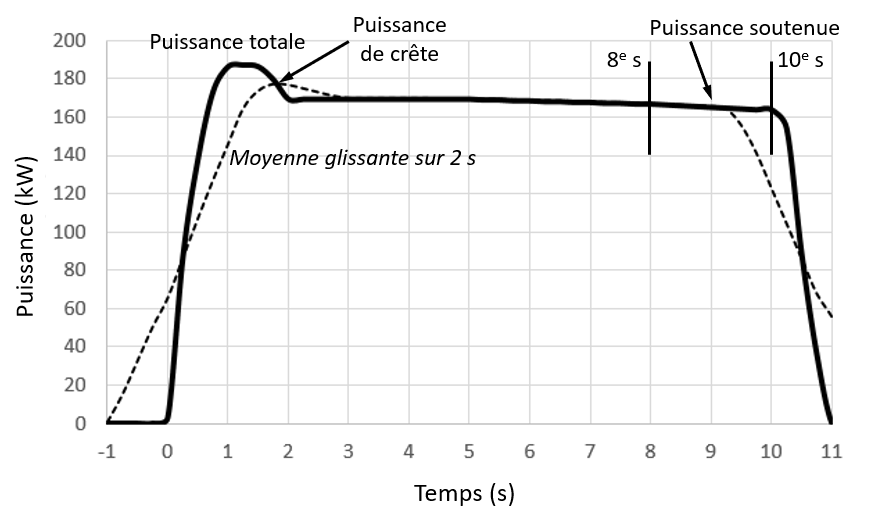 Puissance
de crête
Puissance soutenue
Puissance totale
8e s
10e s
Moyenne glissante sur 2 s
Puissance (kW)
200
180
160
140
120
100
80
60
40
20
0
-1 0 1 2 3 4 5 6 7 8 9 10 11
Temps (s)